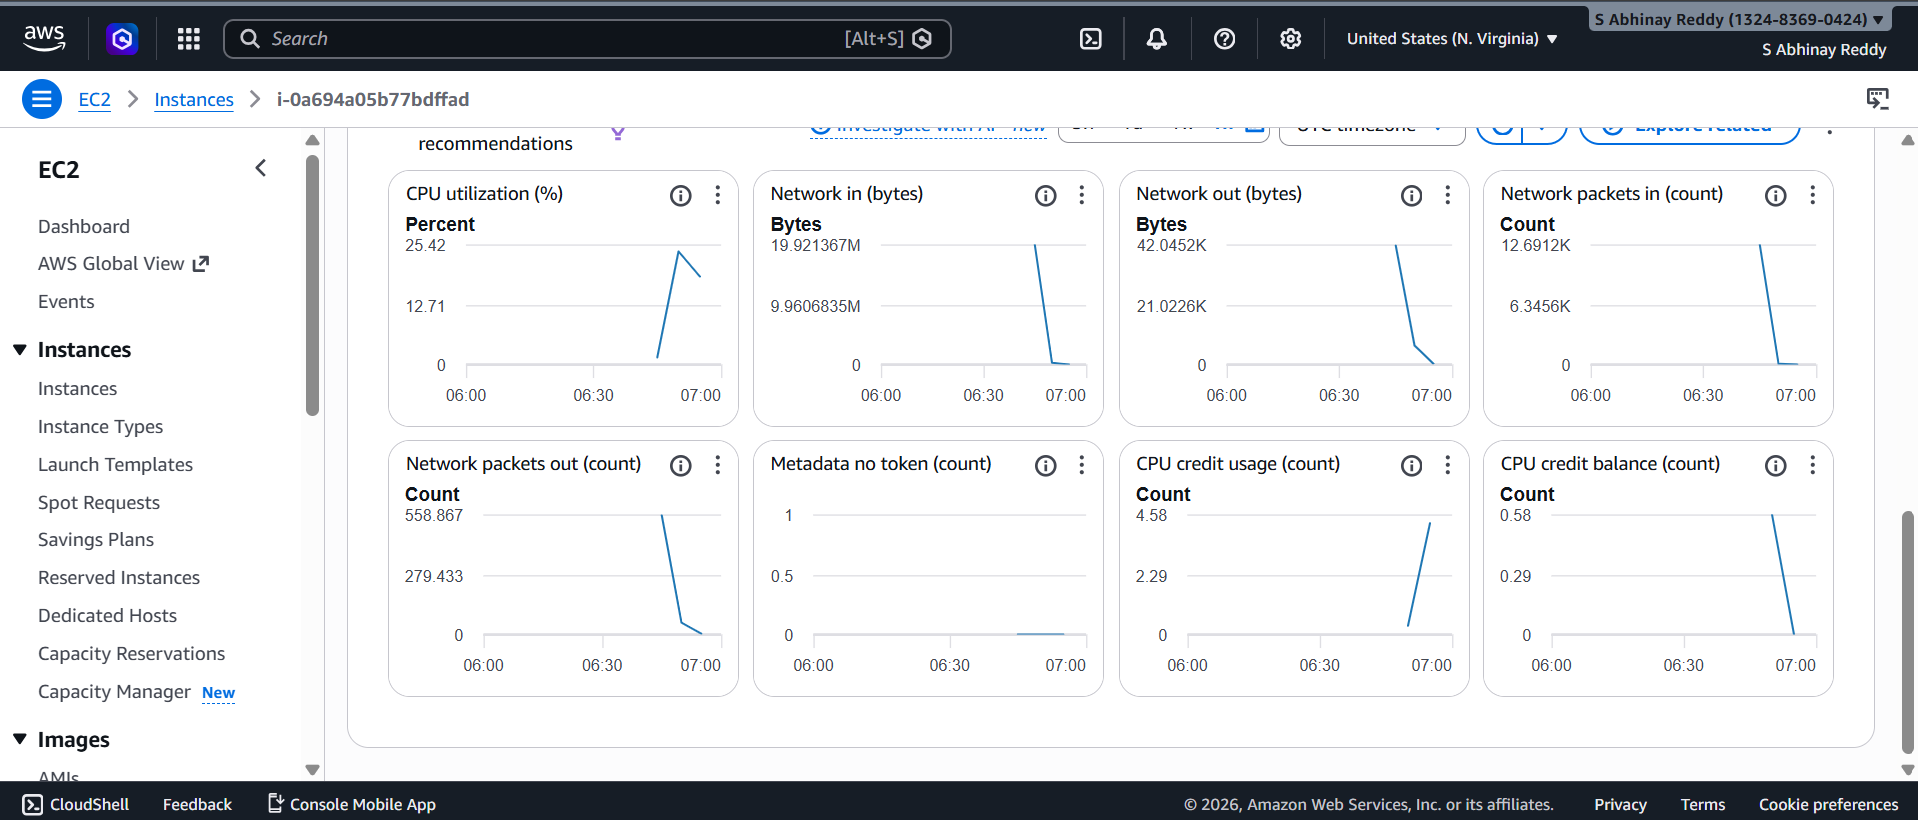 aws
Search
[Alt+S]
United States (N. Virginia)
S Abhinay Reddy (1324-8369-0424)
S Abhinay Reddy
EC2
Instances
i-0a694a05b77bdffad
EC2
Dashboard
AWS Global View
Events
Instances
Instances
Instance Types
Launch Templates
Spot Requests
Savings Plans
Reserved Instances
Dedicated Hosts
Capacity Reservations
Capacity Manager New
Images
AMIs
recommendations
Investigate with AI - new
UTC timezone
Explore related
CPU utilization (%)
Percent
25.42
12.71
0
06:00
06:30
07:00
Network in (bytes)
Bytes
19.921367M
9.9606835M
0
06:00
06:30
07:00
Network out (bytes)
Bytes
42.0452K
21.0226K
0
06:00
06:30
07:00
Network packets in (count)
Count
12.6912K
6.3456K
0
06:00
06:30
07:00
Network packets out (count)
Count
558.867
279.433
0
06:00
06:30
07:00
Metadata no token (count)
1
0.5
0
06:00
06:30
07:00
CPU credit usage (count)
Count
4.58
2.29
0
06:00
06:30
07:00
CPU credit balance (count)
Count
0.58
0.29
0
06:00
06:30
07:00
CloudShell
Feedback
Console Mobile App
© 2026, Amazon Web Services, Inc. or its affiliates.
Privacy
Terms
Cookie preferences